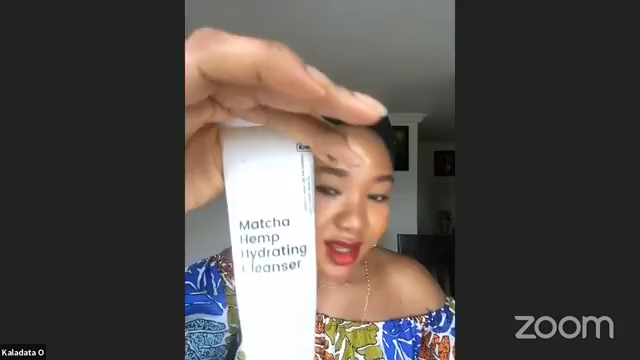 Matcha
Hemp
Hydrating
Cleanser
Kaladata O
zoom